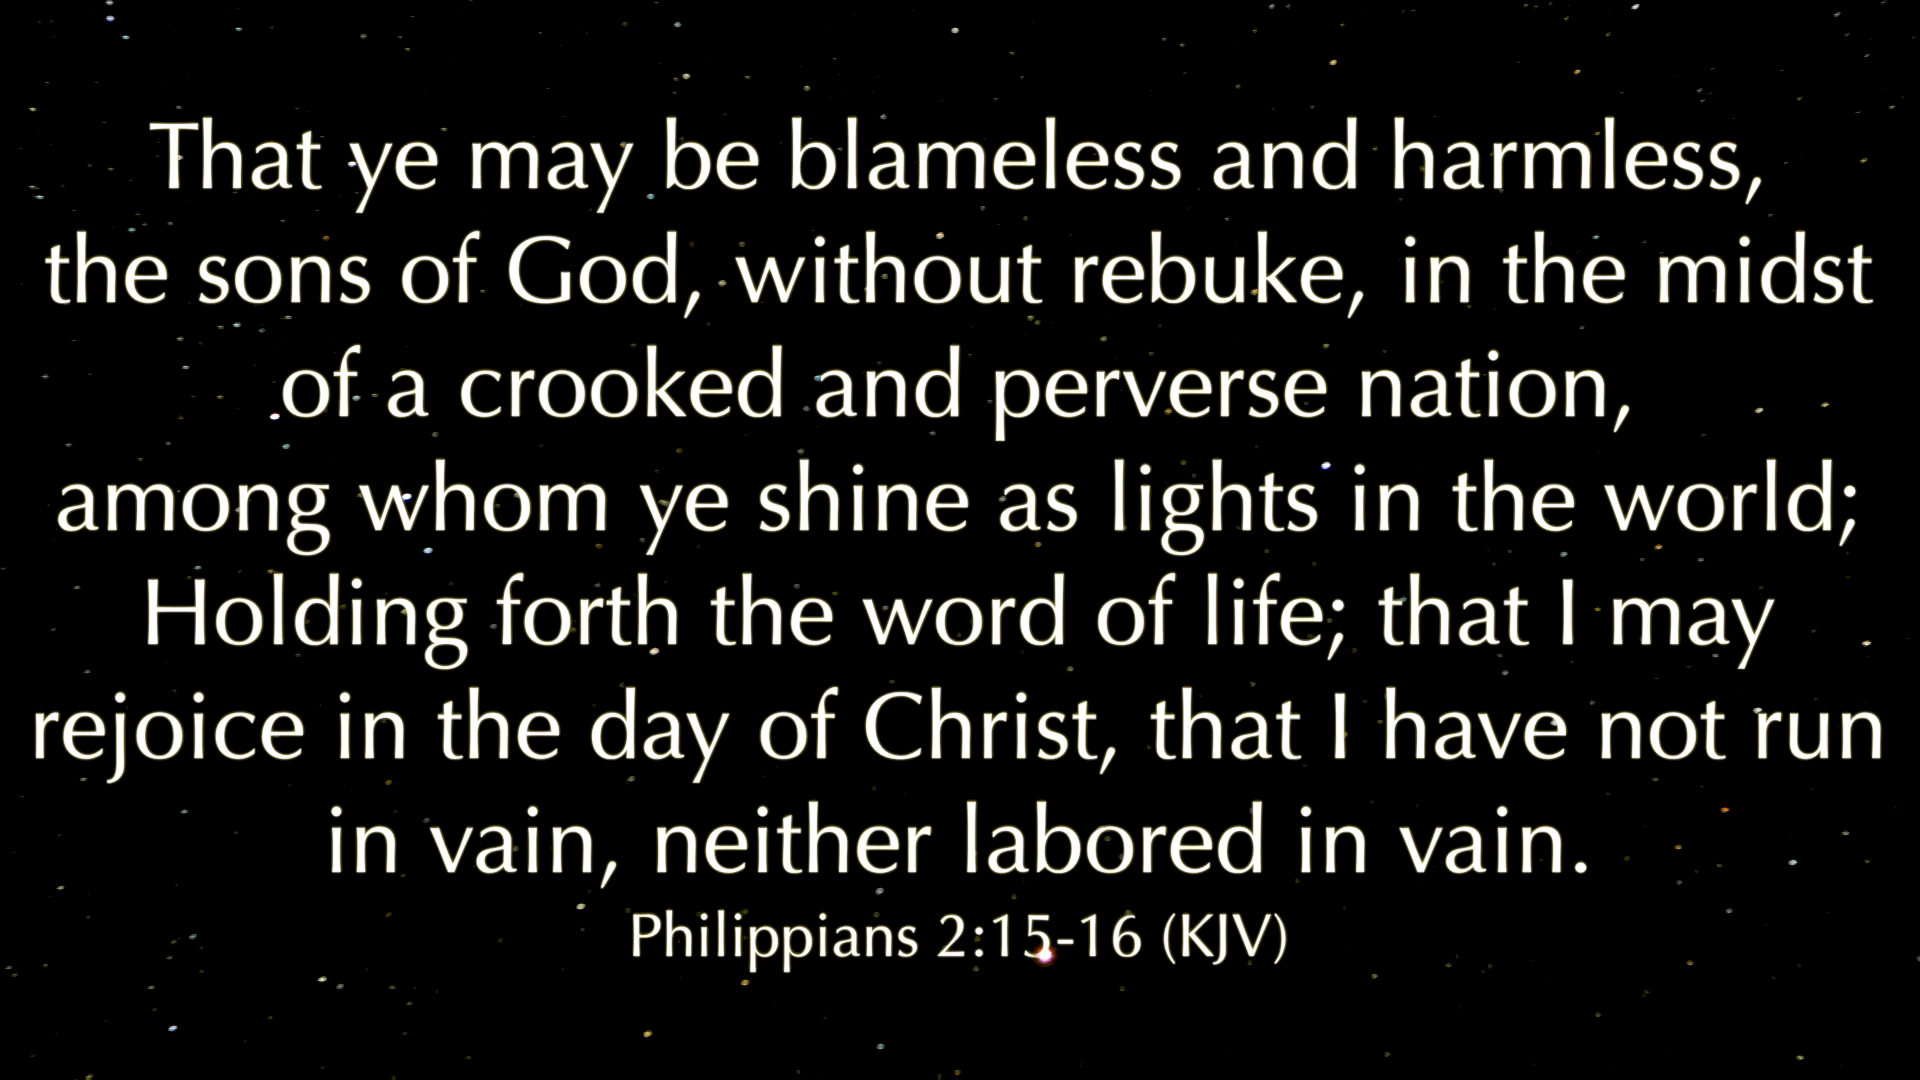 That ye may be blameless and harmless,
the sons of God, without rebuke, in the midst
of a crooked and perverse nation,
among whom ye shine as lights in the world;
Holding forth the word of life; that I may
rejoice in the day of Christ, that I have not run
in vain, neither labored in vain.
Philippians 2:15-16 (KJV)